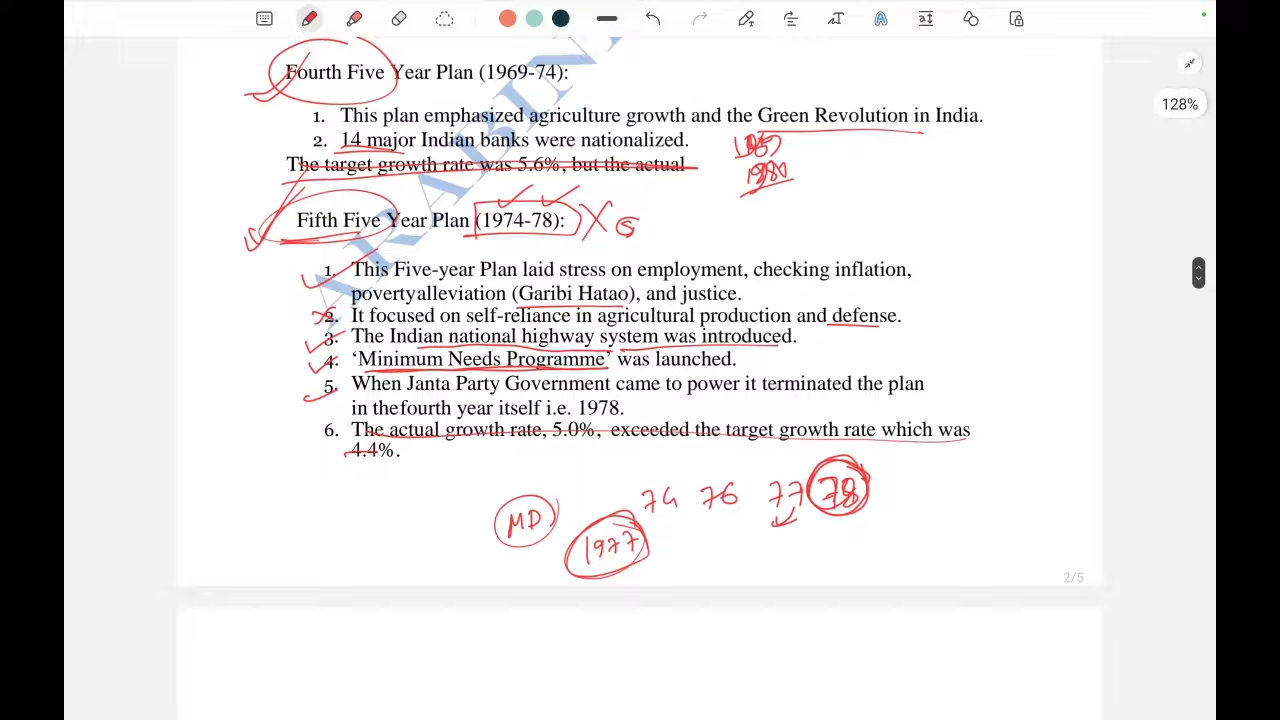 128%
Fourth Five Year Plan (1969-74):
1. This plan emphasized agriculture growth and the Green Revolution in India.
2. 14 major Indian banks were nationalized.
The target growth rate was 5.6%, but the actual
1980
Fifth Five Year Plan (1974-78):
1. This Five-year Plan laid stress on employment, checking inflation,
povertyalleviation (Garibi Hatao), and justice.
2. It focused on self-reliance in agricultural production and defense.
3. The Indian national highway system was introduced.
4. ‘Minimum Needs Programme’ was launched.
5. When Janta Party Government came to power it terminated the plan
in thefourth year itself i.e. 1978.
6. The actual growth rate, 5.0%, exceeded the target growth rate which was
4.4%.
74 76 77 78
MD 1977
2/5
ARABIN